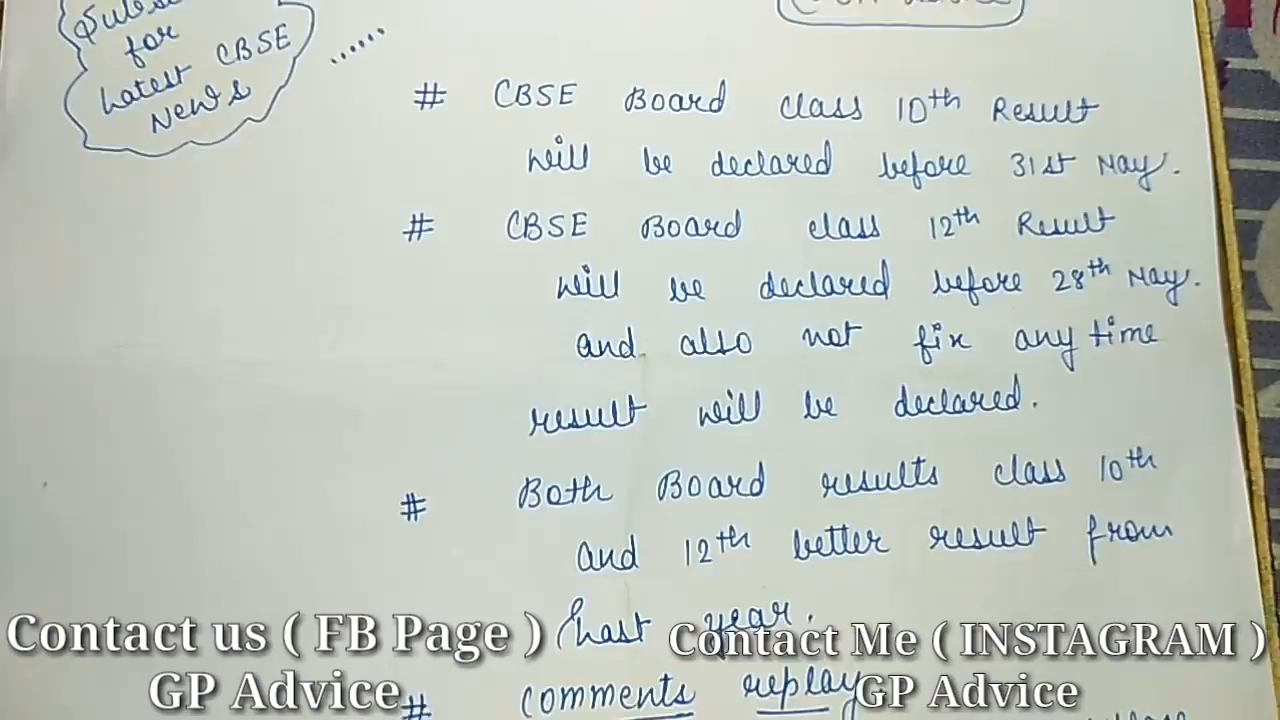 for
Latest CBSE
News
......
# CBSE Board class 10th Result
will be declared before 31st May.
# CBSE Board class 12th Result
will be declared before 28th May.
and also not fix any time
result will be declared.
# Both Board results class 10th
and 12th better result from
Last year.
# comments replay
Contact us ( FB Page )
GP Advice
Contact Me ( INSTAGRAM )
GP Advice